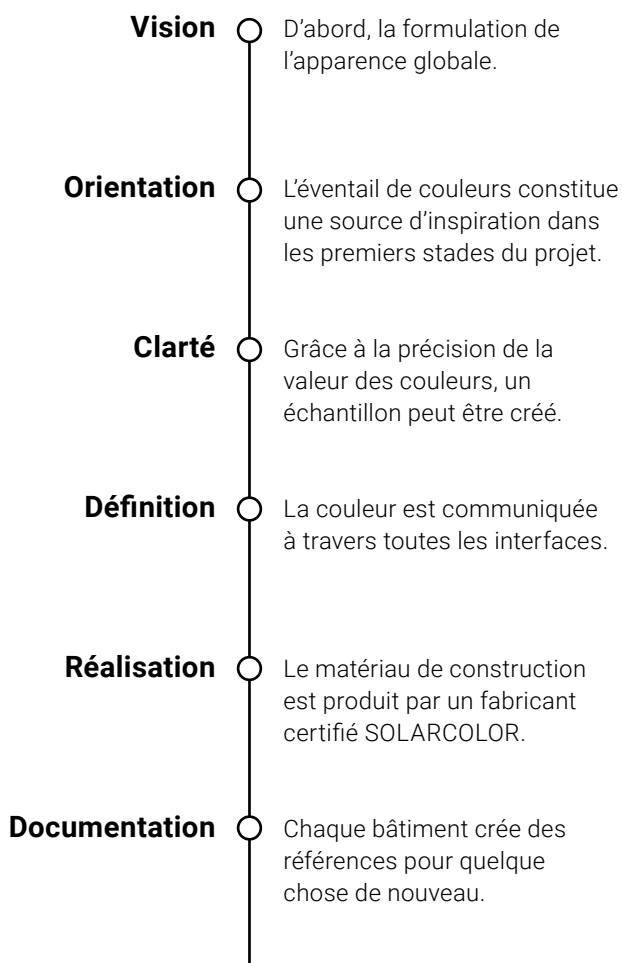 Vision
D’abord, la formulation de
l’apparence globale.
Orientation
L’éventail de couleurs constitue
une source d’inspiration dans
les premiers stades du projet.
Clarté
Grâce à la précision de la
valeur des couleurs, un
échantillon peut être créé.
Définition
La couleur est communiquée
à travers toutes les interfaces.
Réalisation
Le matériau de construction
est produit par un fabricant
certifié SOLARCOLOR.
Documentation
Chaque bâtiment crée des
références pour quelque
chose de nouveau.